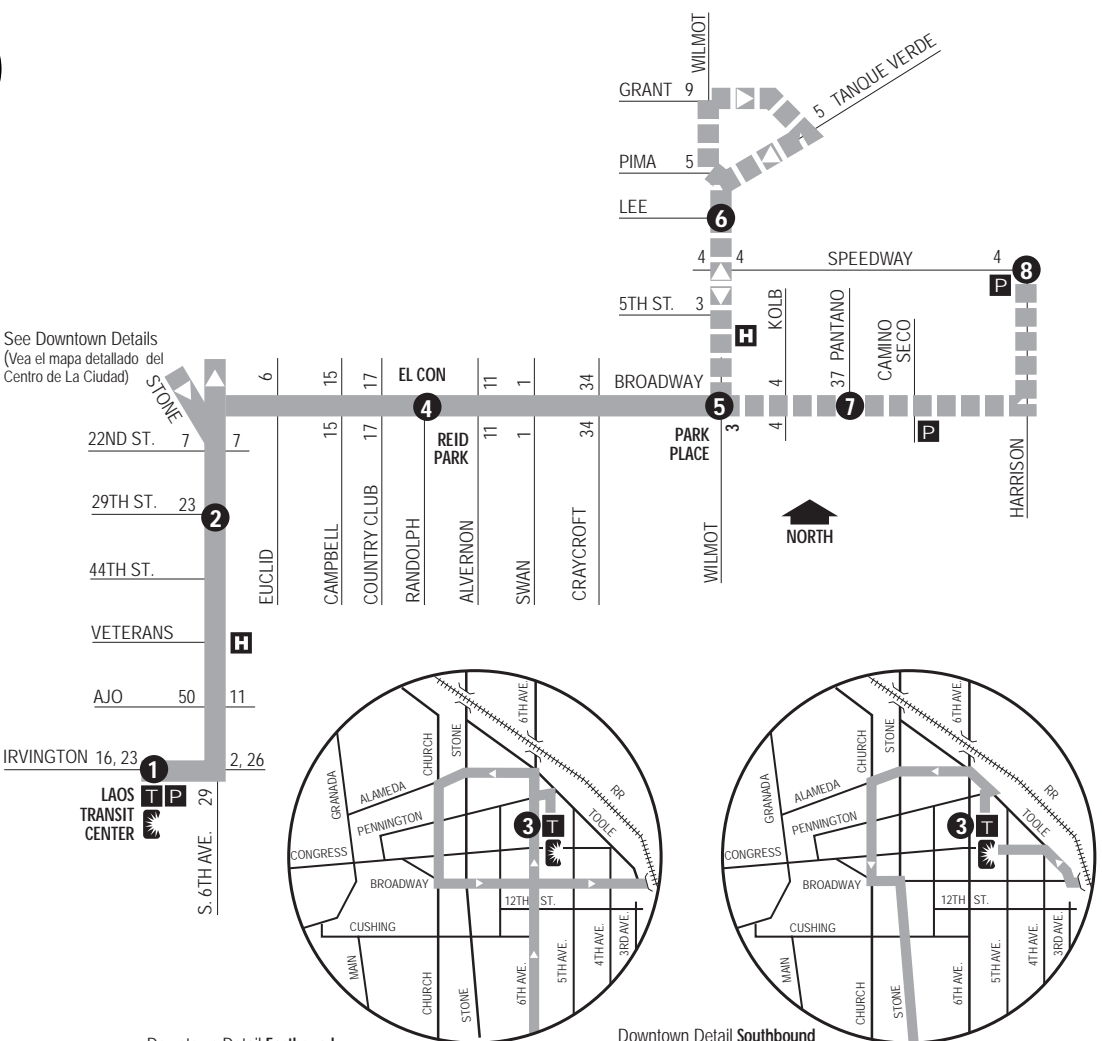 WILMOT
GRANT 9
5 TANQUE VERDE
PIMA 5
LEE
6
4 4
SPEEDWAY
4
8
P
5TH ST. 3
H
KOLB
37 PANTANO
CAMINO
SECO
See Downtown Details
(Vea el mapa detallado del
Centro de La Ciudad)
STONE
6
15
17
EL CON
11
1
34
BROADWAY
4
4
5
3
4
7
P
PARK
PLACE
HARRISON
22ND ST. 7 7
15
17
REID
PARK
11
1
34
29TH ST. 23
2
EUCLID
CAMPBELL
COUNTRY CLUB
RANDOLPH
ALVERNON
SWAN
CRAYCROFT
WILMOT
NORTH
44TH ST.
VETERANS
H
AJO 50 11
IRVINGTON 16, 23
1
2, 26
LAOS
TRANSIT
CENTER
T P
29
S. 6TH AVE.
CHURCH
STONE
6TH AVE.
RR
GRANADA
ALAMEDA
PENNINGTON
3
T
TOOLE
CONGRESS
BROADWAY
12TH ST.
CUSHING
MAIN
CHURCH
STONE
6TH AVE.
5TH AVE.
4TH AVE.
3RD AVE.
CHURCH
STONE
6TH AVE.
RR
GRANADA
ALAMEDA
PENNINGTON
3
T
TOOLE
CONGRESS
BROADWAY
12TH ST.
CUSHING
MAIN
CHURCH
STONE
6TH AVE.
5TH AVE.
4TH AVE.
3RD AVE.
Downtown Detail Southbound